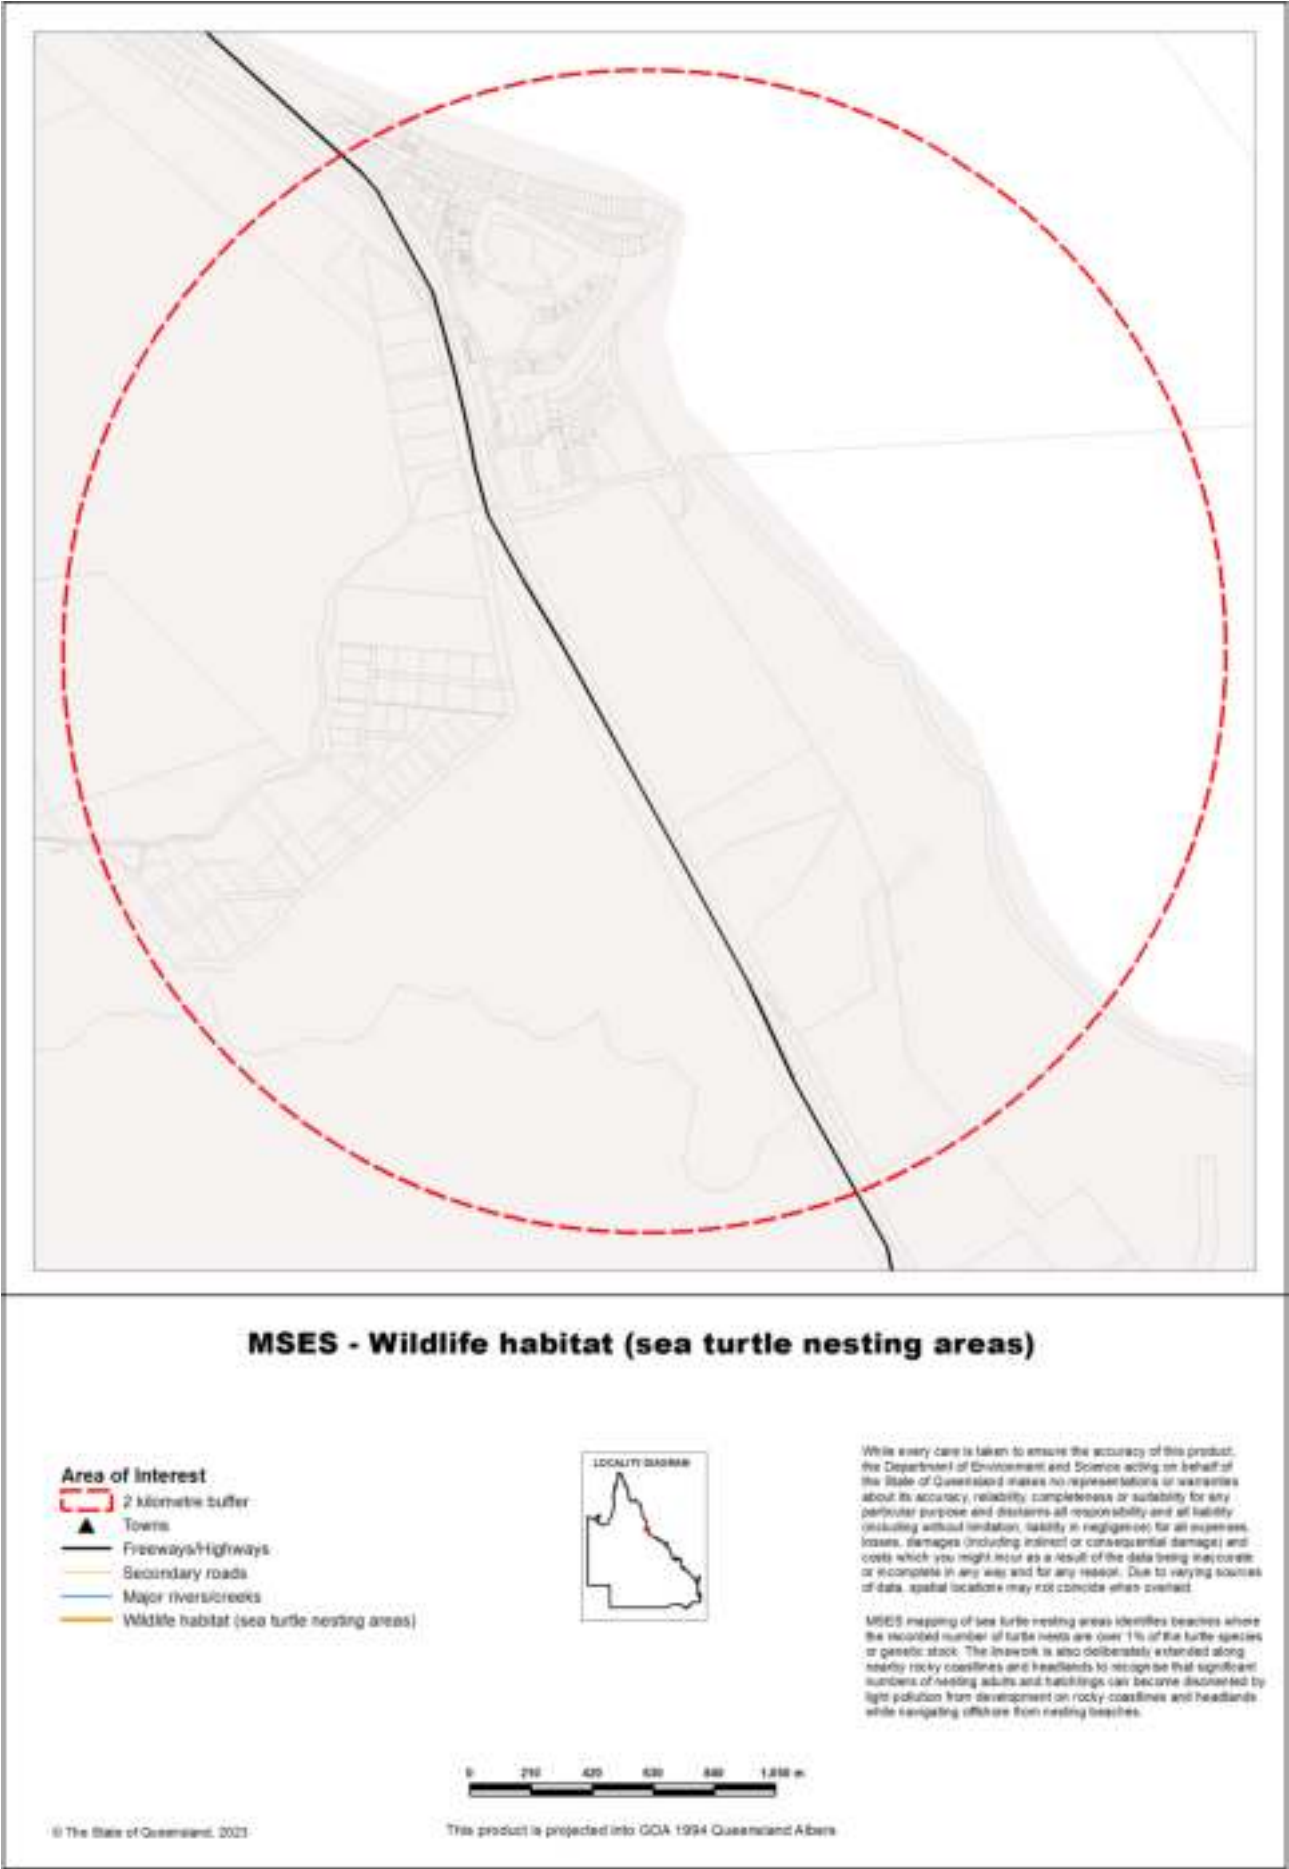 MSES - Wildlife habitat (sea turtle nesting areas)
Area of Interest
2 kilometre buffer
Towns
Freeways/Highways
Secondary roads
Major rivers/creeks
Wildlife habitat (sea turtle nesting areas)
LOCALITY DIAGRAM
While every care is taken to ensure the accuracy of this product,
the Department of Environment and Science acting on behalf of
the State of Queensland makes no representations or warranties
about its accuracy, reliability, completeness or suitability for any
particular purpose and disclaims all responsibility and all liability
(including without limitation, liability in negligence) for all expenses,
losses, damages (including indirect or consequential damage) and
costs which you might incur as a result of the data being inaccurate
or incomplete in any way and for any reason. Due to varying sources
of data, spatial locations may not coincide when overlaid.
MSES mapping of sea turtle nesting areas identifies beaches where
the recorded number of turtle nests are over 1% of the turtle species
or genetic stock. The linework is also deliberately extended along
nearby rocky coastlines and headlands to recognise that significant
numbers of nesting adults and hatchlings can become disoriented by
light pollution from development on rocky coastlines and headlands
while navigating offshore from nesting beaches.
0 210 420 630 840 1,050 m
© The State of Queensland, 2023
This product is projected into GDA 1994 Queensland Albers